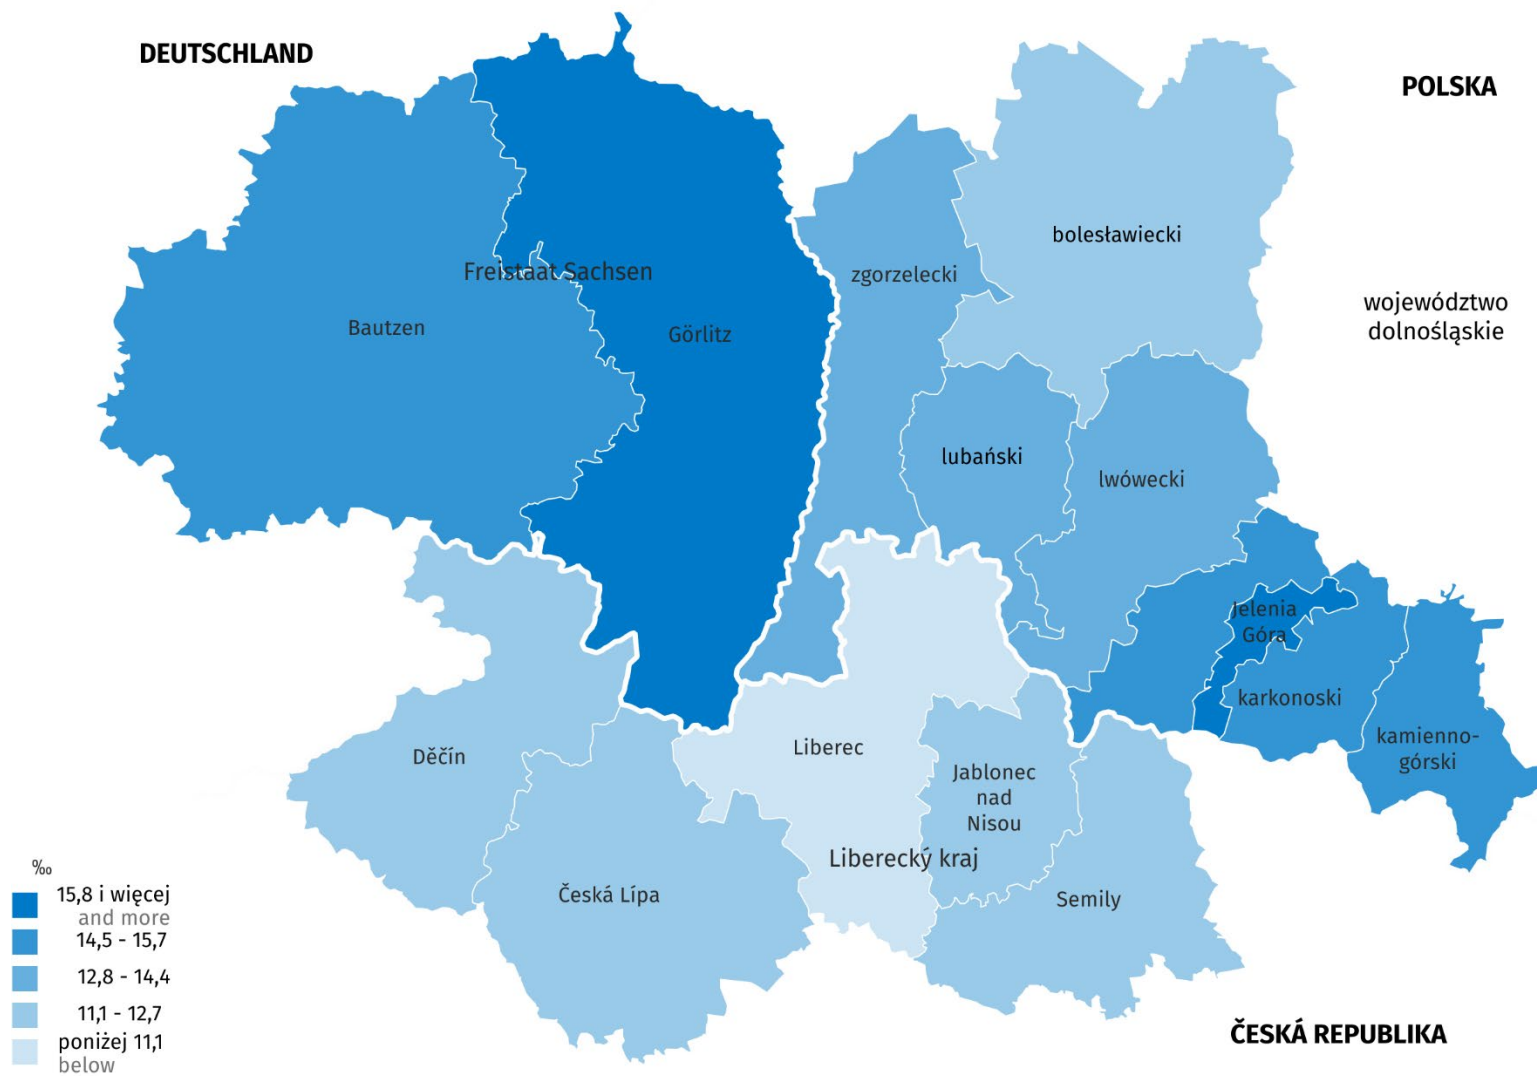 DEUTSCHLAND
POLSKA
bolesławiecki
zgorzelecki
Freistaat Sachsen
województwo
dolnośląskie
Bautzen
Görlitz
lubański
lwówecki
Jelenia
Góra
karkonoski
kamienno-
górski
Děčín
Liberec
Jablonec
nad
Nisou
Liberecký kraj
Česká Lípa
Semily
‰
15,8 i więcej
and more
14,5 - 15,7
12,8 - 14,4
11,1 - 12,7
poniżej 11,1
below
ČESKÁ REPUBLIKA